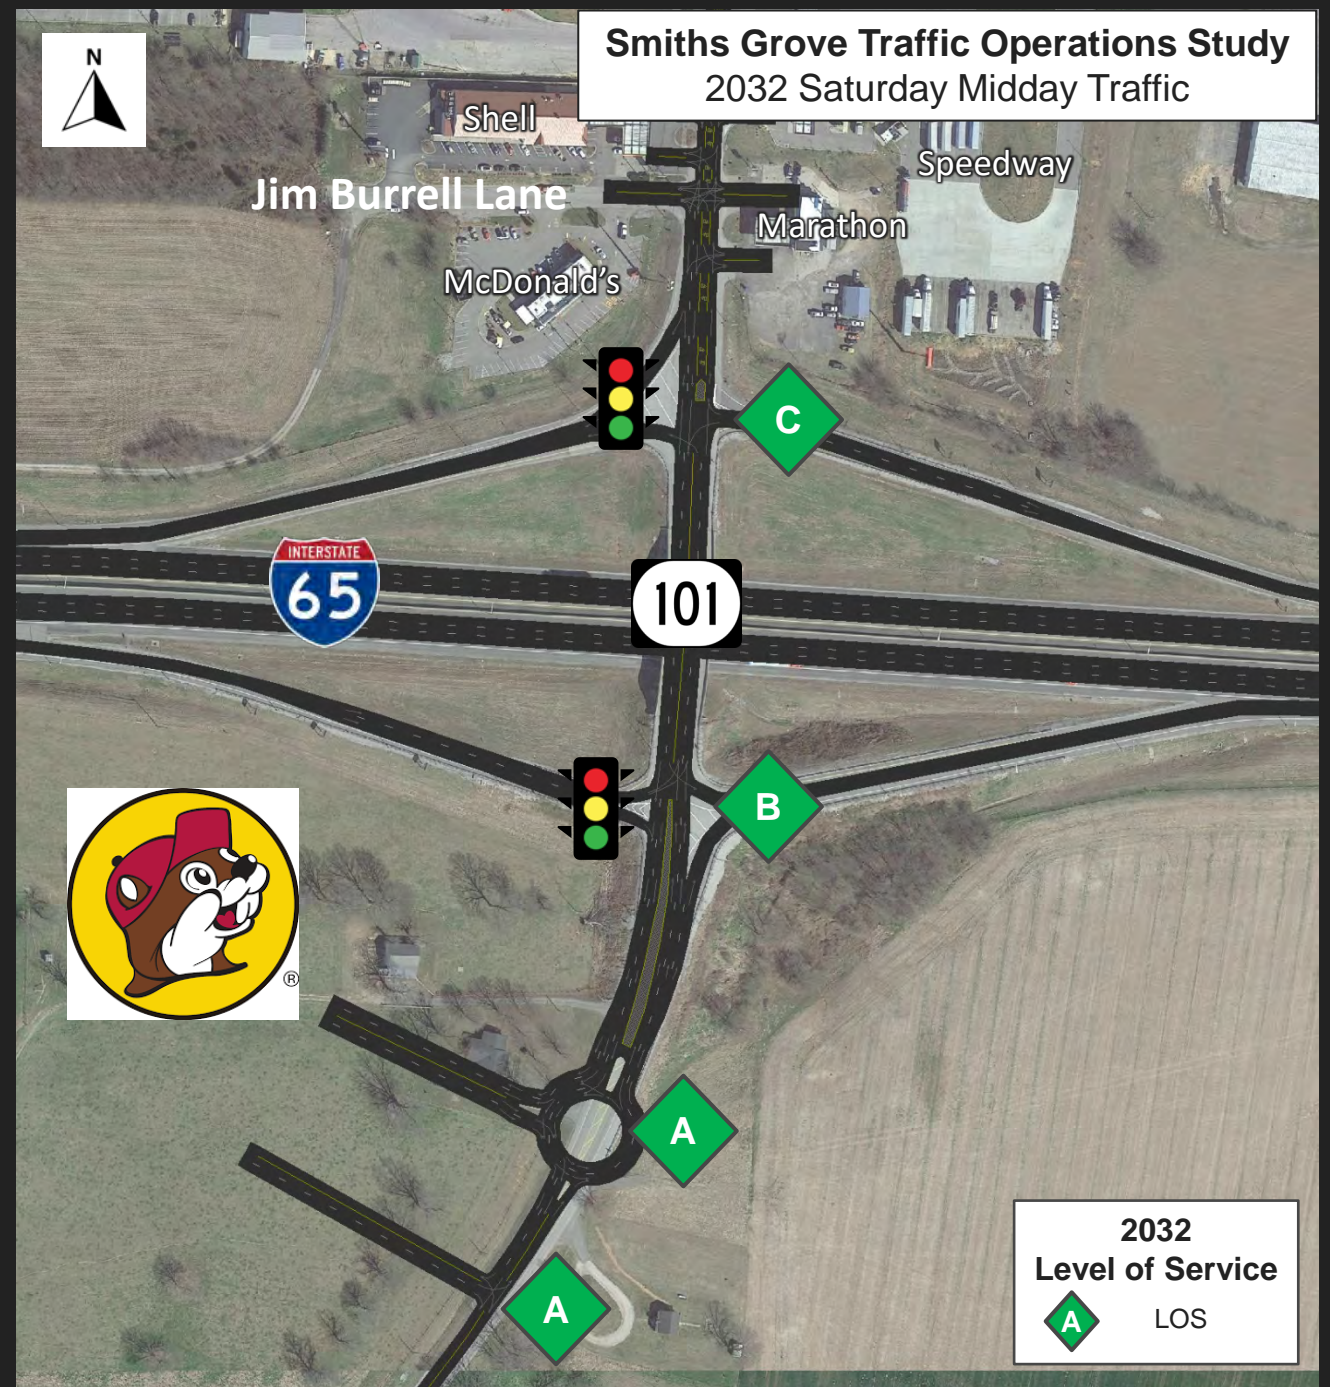 Smiths Grove Traffic Operations Study
2032 Saturday Midday Traffic
N
Shell
Speedway
Jim Burrell Lane
Marathon
McDonald's
C
INTERSTATE
65
101
B
®
A
A
2032
Level of Service
A LOS